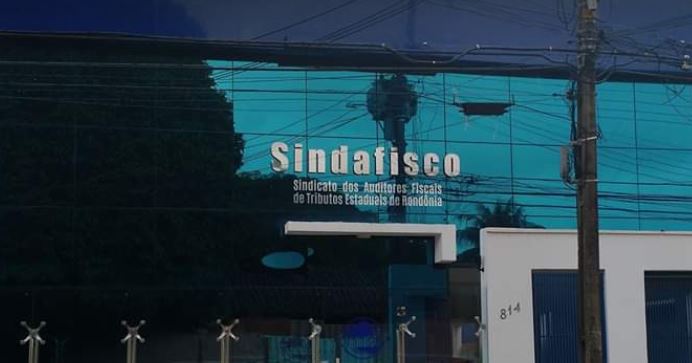 Sindafisco
Sindicato dos Auditores Fiscais
de Tributos Estaduais de Rondônia
814